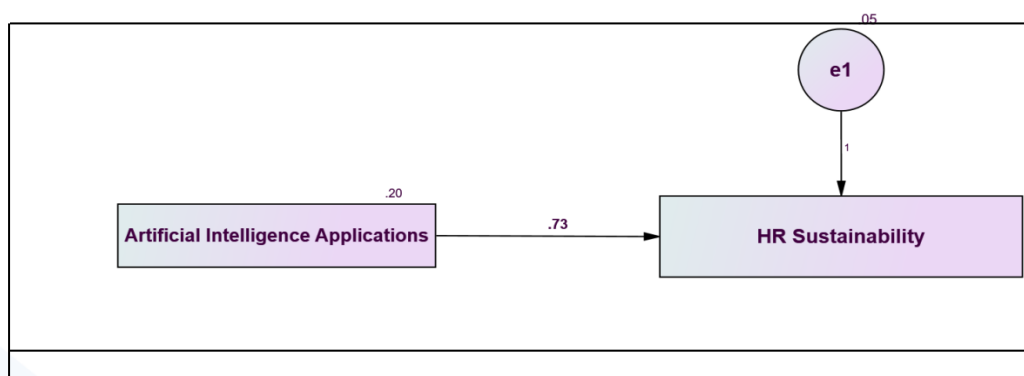 05
e1
1
.20
Artificial Intelligence Applications
.73
HR Sustainability